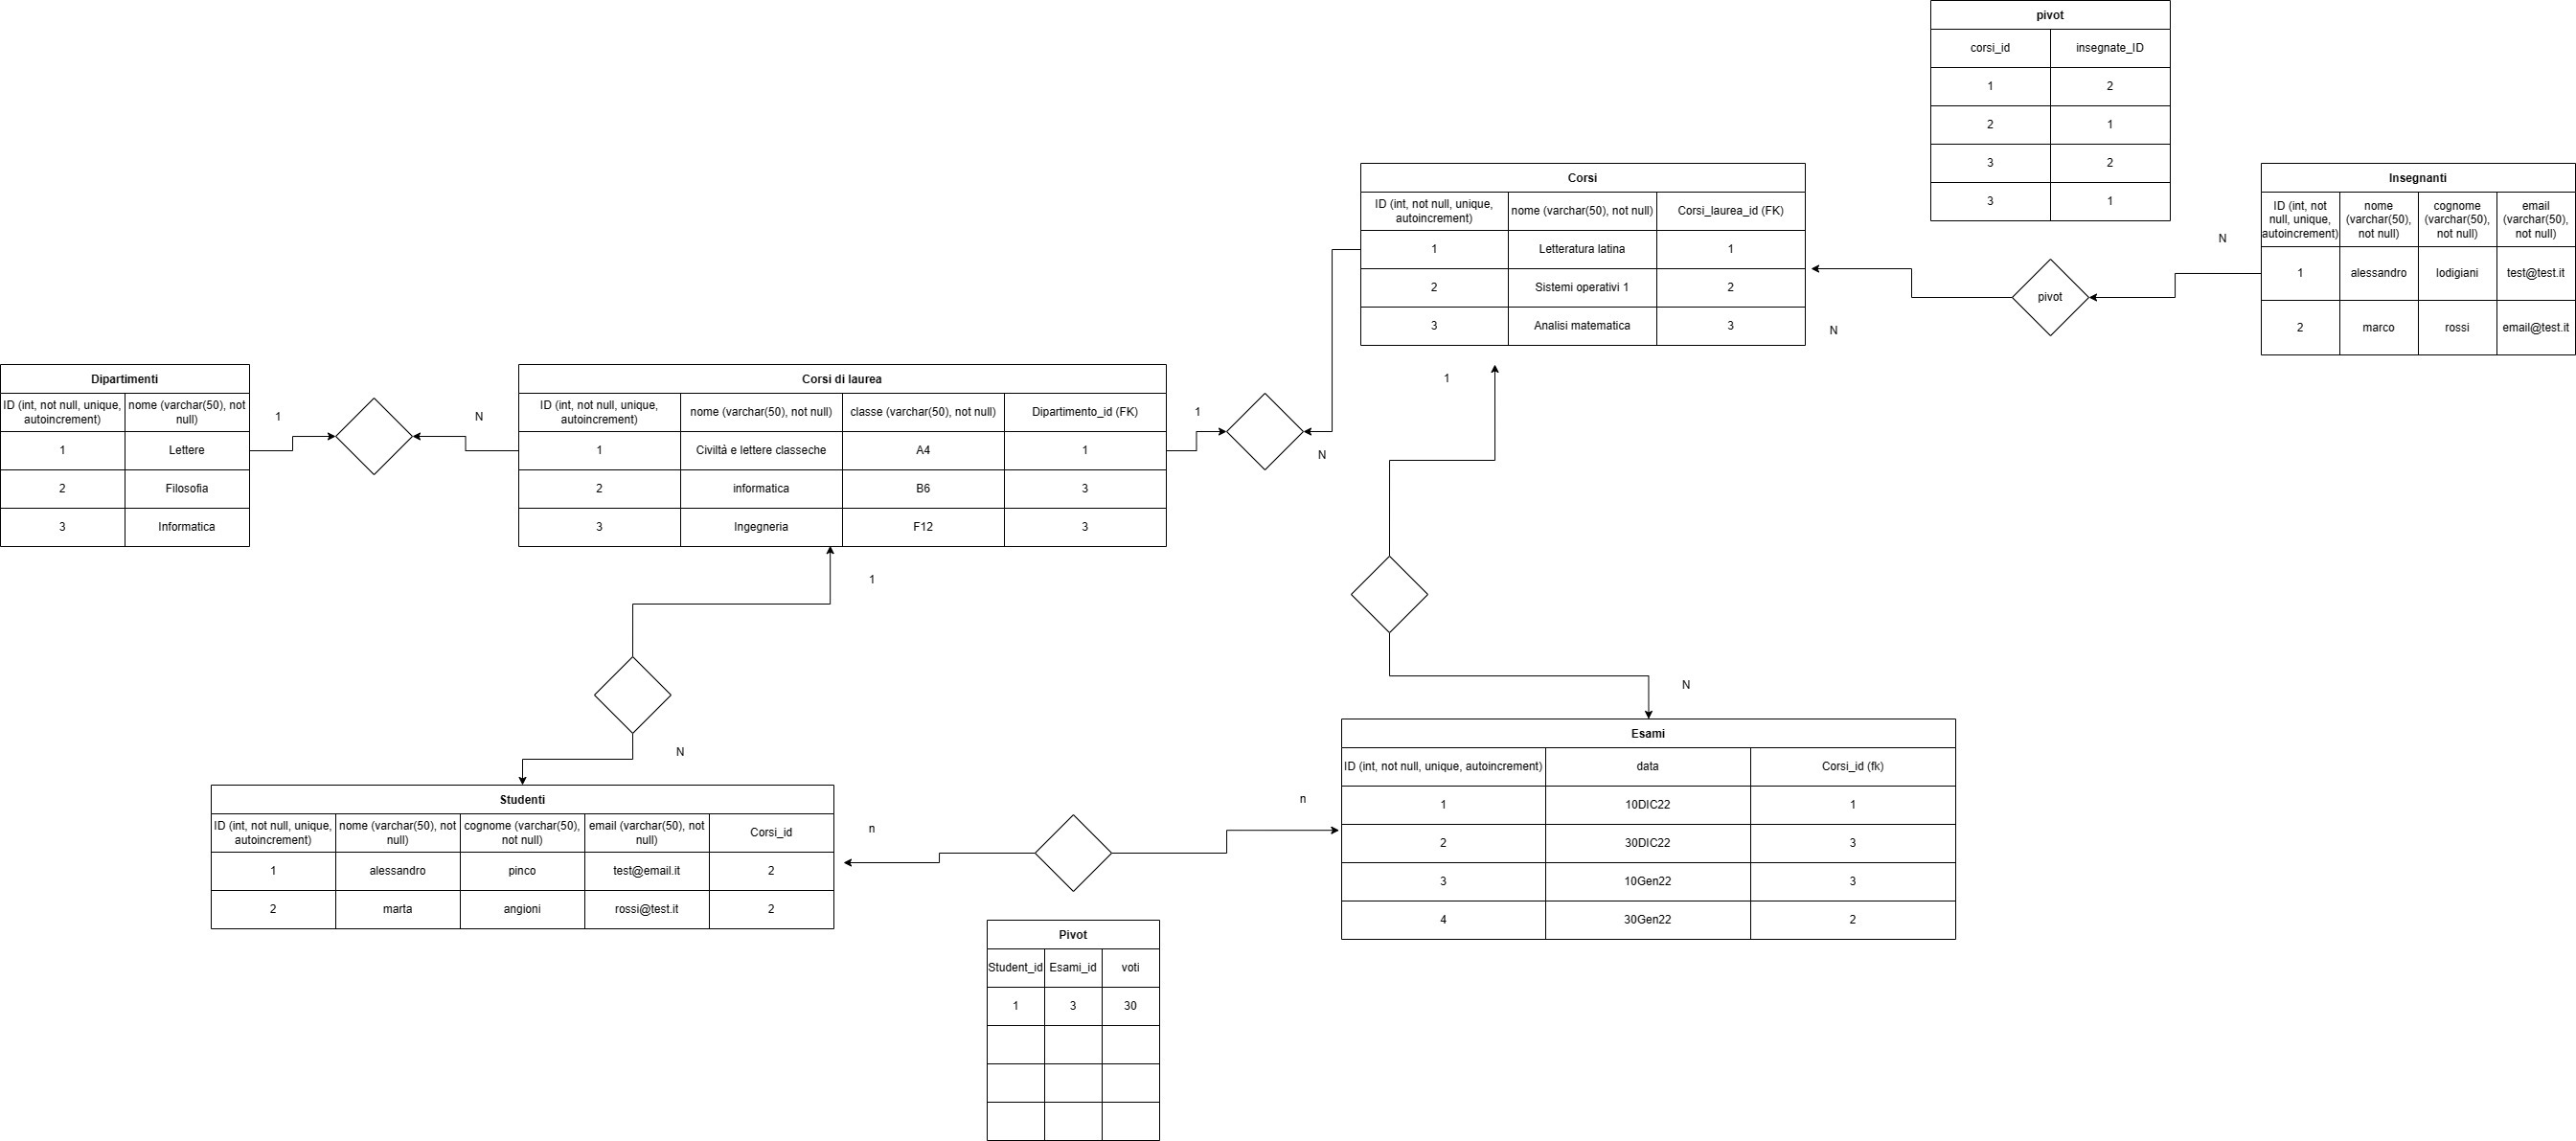 pivot
corsi_id insegnate_ID
1 2
2 1
3 2
3 1
Corsi
ID (int, not null, unique,
autoincrement) nome (varchar(50), not null) Corsi_laurea_id (FK)
1 Letteratura latina 1
2 Sistemi operativi 1 2
3 Analisi matematica 3
N
pivot
N
Insegnanti
ID (int, not
null, unique,
autoincrement)
nome
(varchar(50),
not null)
cognome
(varchar(50),
not null)
email
(varchar(50),
not null)
1 alessandro lodigiani test@test.it
2 marco rossi email@test.it
Dipartimenti
ID (int, not null, unique,
autoincrement)
nome (varchar(50), not
null)
1 Lettere
2 Filosofia
3 Informatica
1
N
Corsi di laurea
ID (int, not null, unique,
autoincrement) nome (varchar(50), not null) classe (varchar(50), not null) Dipartimento_id (FK)
1 Civiltà e lettere classeche A4 1
2 informatica B6 3
3 Ingegneria F12 3
1
N
1
1
N
N
Studenti
ID (int, not null, unique,
autoincrement)
nome (varchar(50), not
null)
cognome (varchar(50),
not null)
email (varchar(50), not
null)
Corsi_id
1 alessandro pinco test@email.it 2
2 marta angioni rossi@test.it 2
n
n
Esami
ID (int, not null, unique, autoincrement) data Corsi_id (fk)
1 10DIC22 1
2 30DIC22 3
3 10Gen22 3
4 30Gen22 2
Pivot
Student_id Esami_id voti
1 3 30